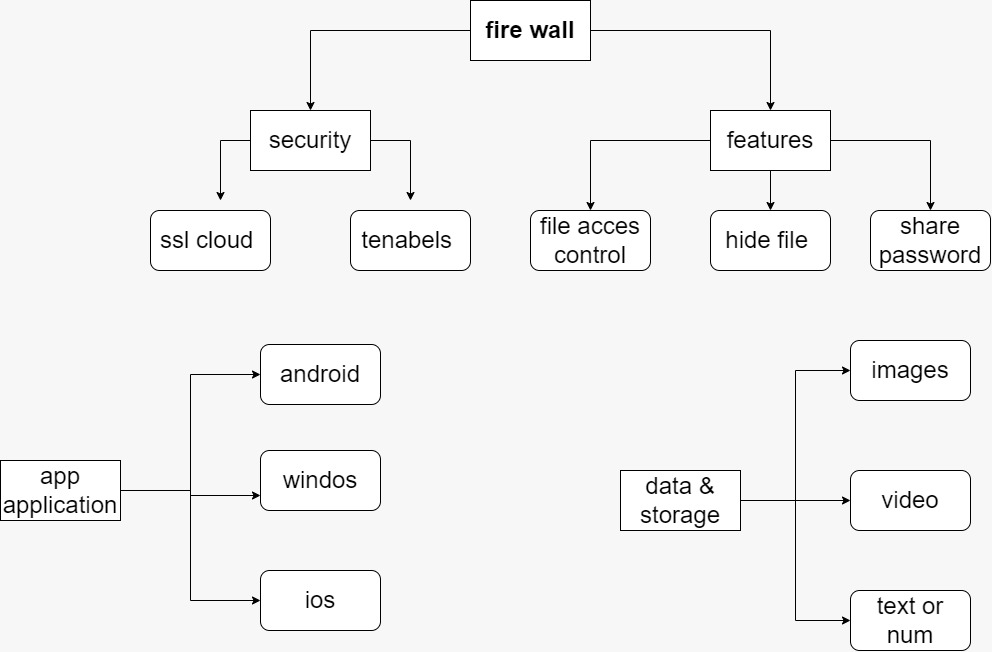 fire wall
security
features
ssl cloud
tenabels
file acces
control
hide file
share
password
android
images
app
application
windos
data &
storage
video
ios
text or
num